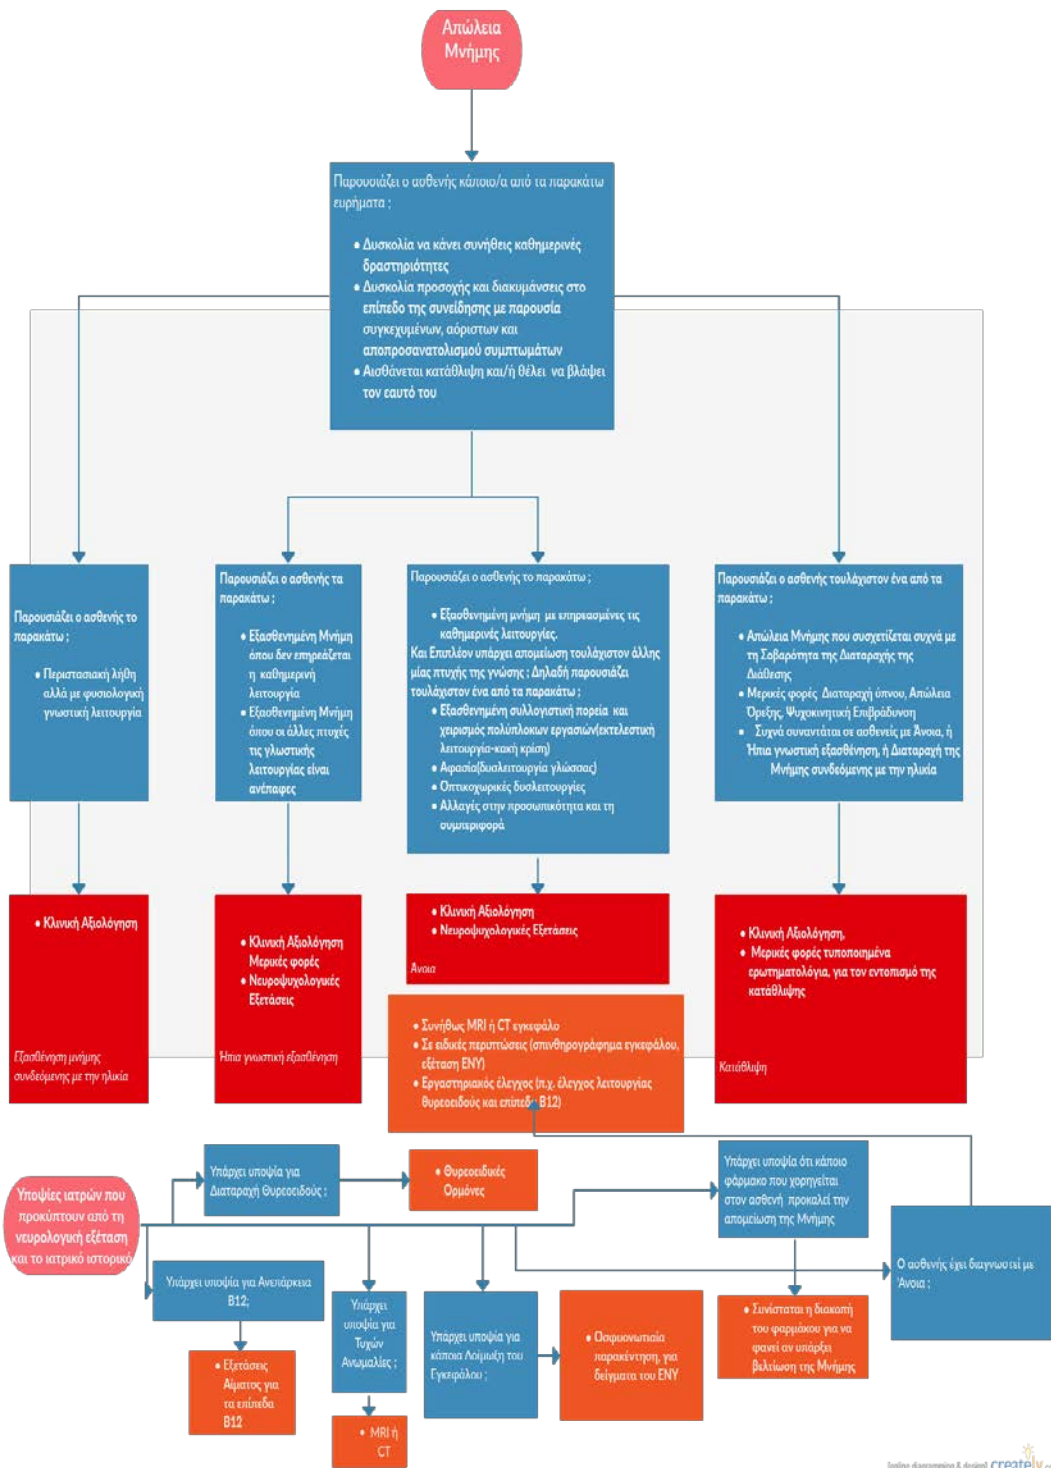 Απώλεια
Μνήμης
Παρουσιάζει ο ασθενής κάποιο/α από τα παρακάτω
ευρήματα ;
• Δυσκολία να κάνει συνήθεις καθημερινές
δραστηριότητες
• Δυσκολία προσοχής και διακυμάνσεις στο
επίπεδο της συνείδησης με παρουσία
συγκεχυμένων, αόριστων και
αποπροσανατολισμού συμπτωμάτων
• Αισθάνεται κατάθλιψη και/ή θέλει να βλάψει
τον εαυτό του
Παρουσιάζει ο ασθενής το
παρακάτω ;
• Περιστασιακή λήθη
αλλά με φυσιολογική
γνωστική λειτουργία
Παρουσιάζει ο ασθενής τα
παρακάτω ;
• Εξασθενημένη Μνήμη
όπου δεν επηρεάζεται
η καθημερινή
λειτουργία
• Εξασθενημένη Μνήμη
όπου οι άλλες πτυχές
τις γλωστικής
λειτουργίας είναι
ανέπαφες
Παρουσιάζει ο ασθενής το παρακάτω ;
• Εξασθενημένη μνήμη με επηρεασμένες τις
καθημερινές λειτουργίες.
Και Επιπλέον υπάρχει απομείωση τουλάχιστον άλλης
μίας πτυχής της γνώσης ; Δηλαδή παρουσιάζει
τουλάχιστον ένα από τα παρακάτω ;
• Εξασθενημένη συλλογιστική πορεία και
χειρισμός πολύπλοκων εργασιών(εκτελεστική
λειτουργία-κακή κρίση)
• Αφασία(δυσλειτουργία γλώσσας)
• Οπτικοχωρικές δυσλειτουργίες
• Αλλαγές στην προσωπικότητα και τη
συμπεριφορά
Παρουσιάζει ο ασθενής τουλάχιστον ένα από τα
παρακάτω ;
• Απώλεια Μνήμης που συσχετίζεται συχνά με
τη Σοβαρότητα της Διαταραχής της
Διάθεσης
• Μερικές φορές Διαταραχή ύπνου, Απώλεια
Όρεξης, Ψυχοκινητική Επιβράδυνση
• Συχνά συναντάται σε ασθενείς με Άνοια, ή
Ήπια γνωστική εξασθένηση, ή Διαταραχή της
Μνήμης συνδεόμενης με την ηλικία
• Κλινική Αξιολόγηση
Εξασθένηση μνήμης
συνδεόμενης με την ηλικία
• Κλινική Αξιολόγηση
Μερικές φορές
• Νευροψυχολογικές
Εξετάσεις
Ήπια γνωστική εξασθένηση
• Κλινική Αξιολόγηση
• Νευροψυχολογικές Εξετάσεις
Άνοια
• Κλινική Αξιολόγηση,
• Μερικές φορές τυποποιημένα
ερωτηματολόγια, για τον εντοπισμό της
κατάθλιψης
Κατάθλιψη
• Συνήθως MRI ή CT εγκεφάλο
• Σε ειδικές περιπτώσεις (σπινθηρογράφημα εγκεφάλου,
εξέταση ΕΝΥ)
• Εργαστηριακός έλεγχος (π.χ. έλεγχος λειτουργίας
θυρεοειδούς και επίπεδα B12)
Υποψίες ιατρών που
προκύπτουν από τη
νευρολογική εξέταση
και το ιατρικό ιστορικό
Υπάρχει υποψία για
Διαταραχή Θυρεοειδούς ;
• Θυρεοειδικές
Ορμόνες
Υπάρχει υποψία ότι κάποιο
φάρμακο που χορηγείται
στον ασθενή προκαλεί την
απομείωση της Μνήμης
Ο ασθενής έχει διαγνωστεί με
Άνοια ;
Υπάρχει υποψία για Ανεπάρκεια
B12;
Υπάρχει
υποψία για
Τυχών
Ανωμαλίες ;
Υπάρχει υποψία για
κάποια Λοίμωξη του
Εγκεφάλου ;
• Οσφυονωτιαία
παρακέντηση, για
δείγματα του ΕΝΥ
• Συνίσταται η διακοπή
του φαρμάκου για να
φανεί αν υπάρξει
βελτίωση της Μνήμης
• Εξετάσεις
Αίματος για
τα επίπεδα
B12
• MRI ή
CT
[online diagramming & design] creately